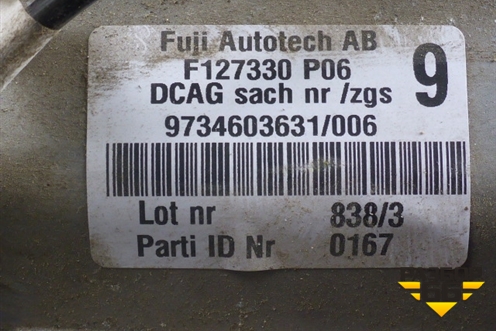 Fuji Autotech AB
F127330 P06 9
DCAG sach nr /zgs
9734603631/006
Lot nr 838/3
Parti ID Nr 0167